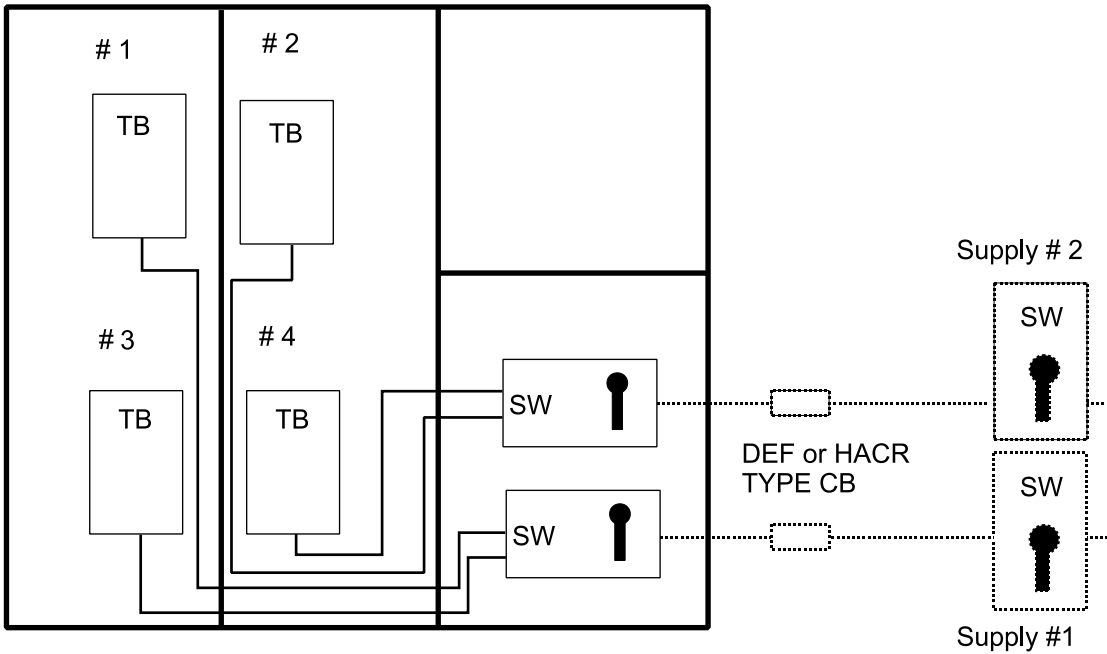 # 1
# 2
TB
TB
Supply # 2
SW
# 3
# 4
TB
TB
SW
DEF or HACR
TYPE CB
SW
SW
Supply #1